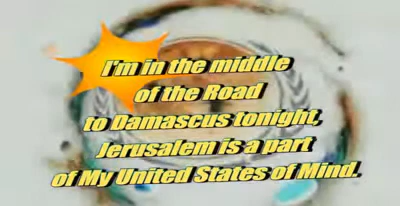 I'm in the middle
of the Road
to Damascus tonight,
Jerusalem is a part
of My United States of Mind.